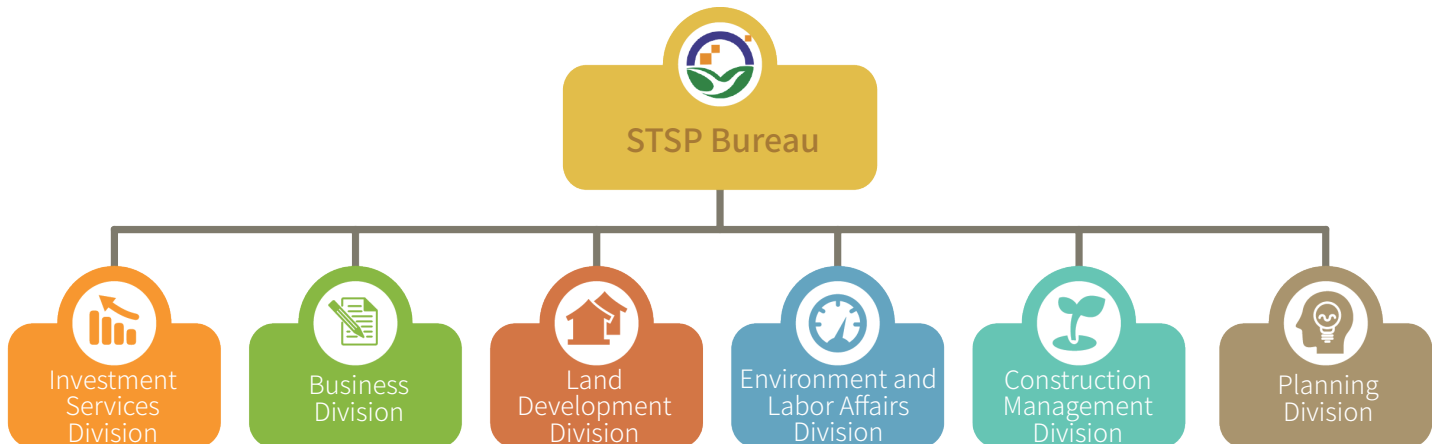 STSP Bureau
Investment
Services
Division
Business
Division
Land
Development
Division
Environment and
Labor Affairs
Division
Construction
Management
Division
Planning
Division